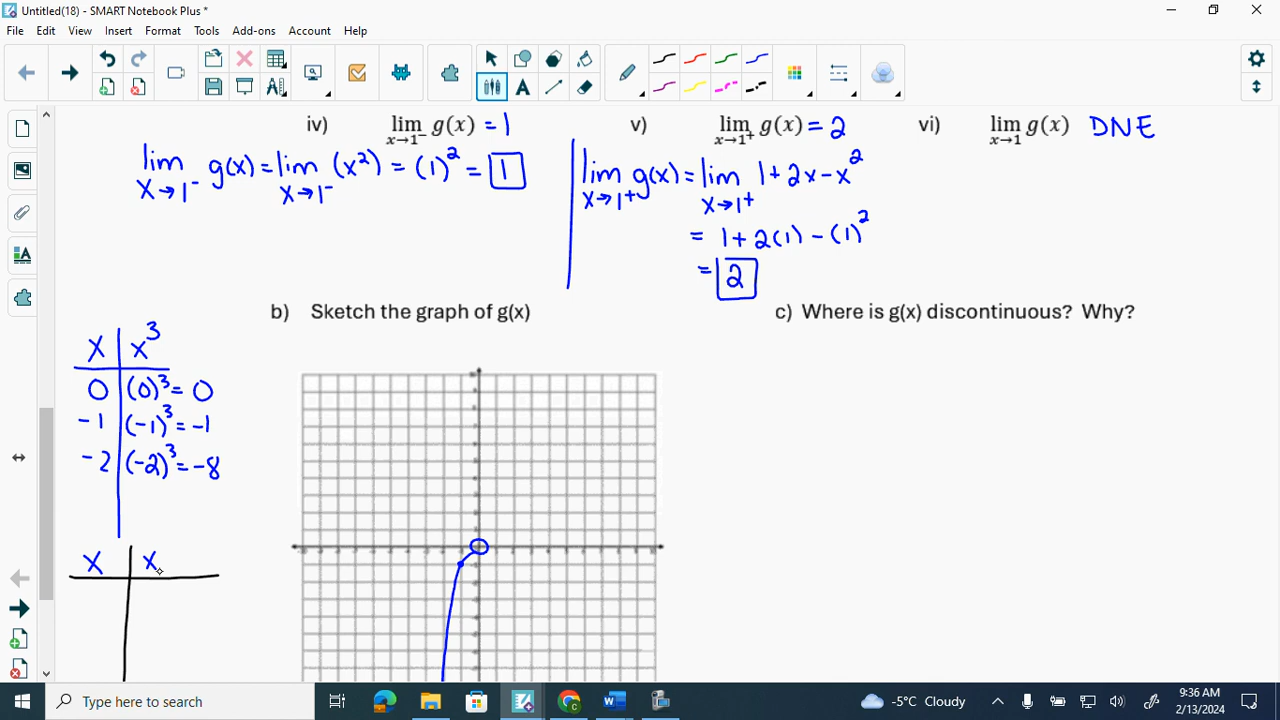 Untitled(18) - SMART Notebook Plus *
File Edit View Insert Format Tools Add-ons Account Help
iv) lim x→1⁻ g(x) = 1
v) lim x→1⁺ g(x) = 2
vi) lim x→1 g(x) DNE
lim x→1⁻ g(x) = lim x→1⁻ (x²) = (1)² = 1
lim x→1⁺ g(x) = lim x→1⁺ 1 + 2x - x²
= 1 + 2(1) - (1)²
= 2
b) Sketch the graph of g(x)
c) Where is g(x) discontinuous? Why?
x x³
0 (0)³ = 0
-1 (-1)³ = -1
-2 (-2)³ = -8
x x
Type here to search
-5°C Cloudy
9:36 AM
2/13/2024